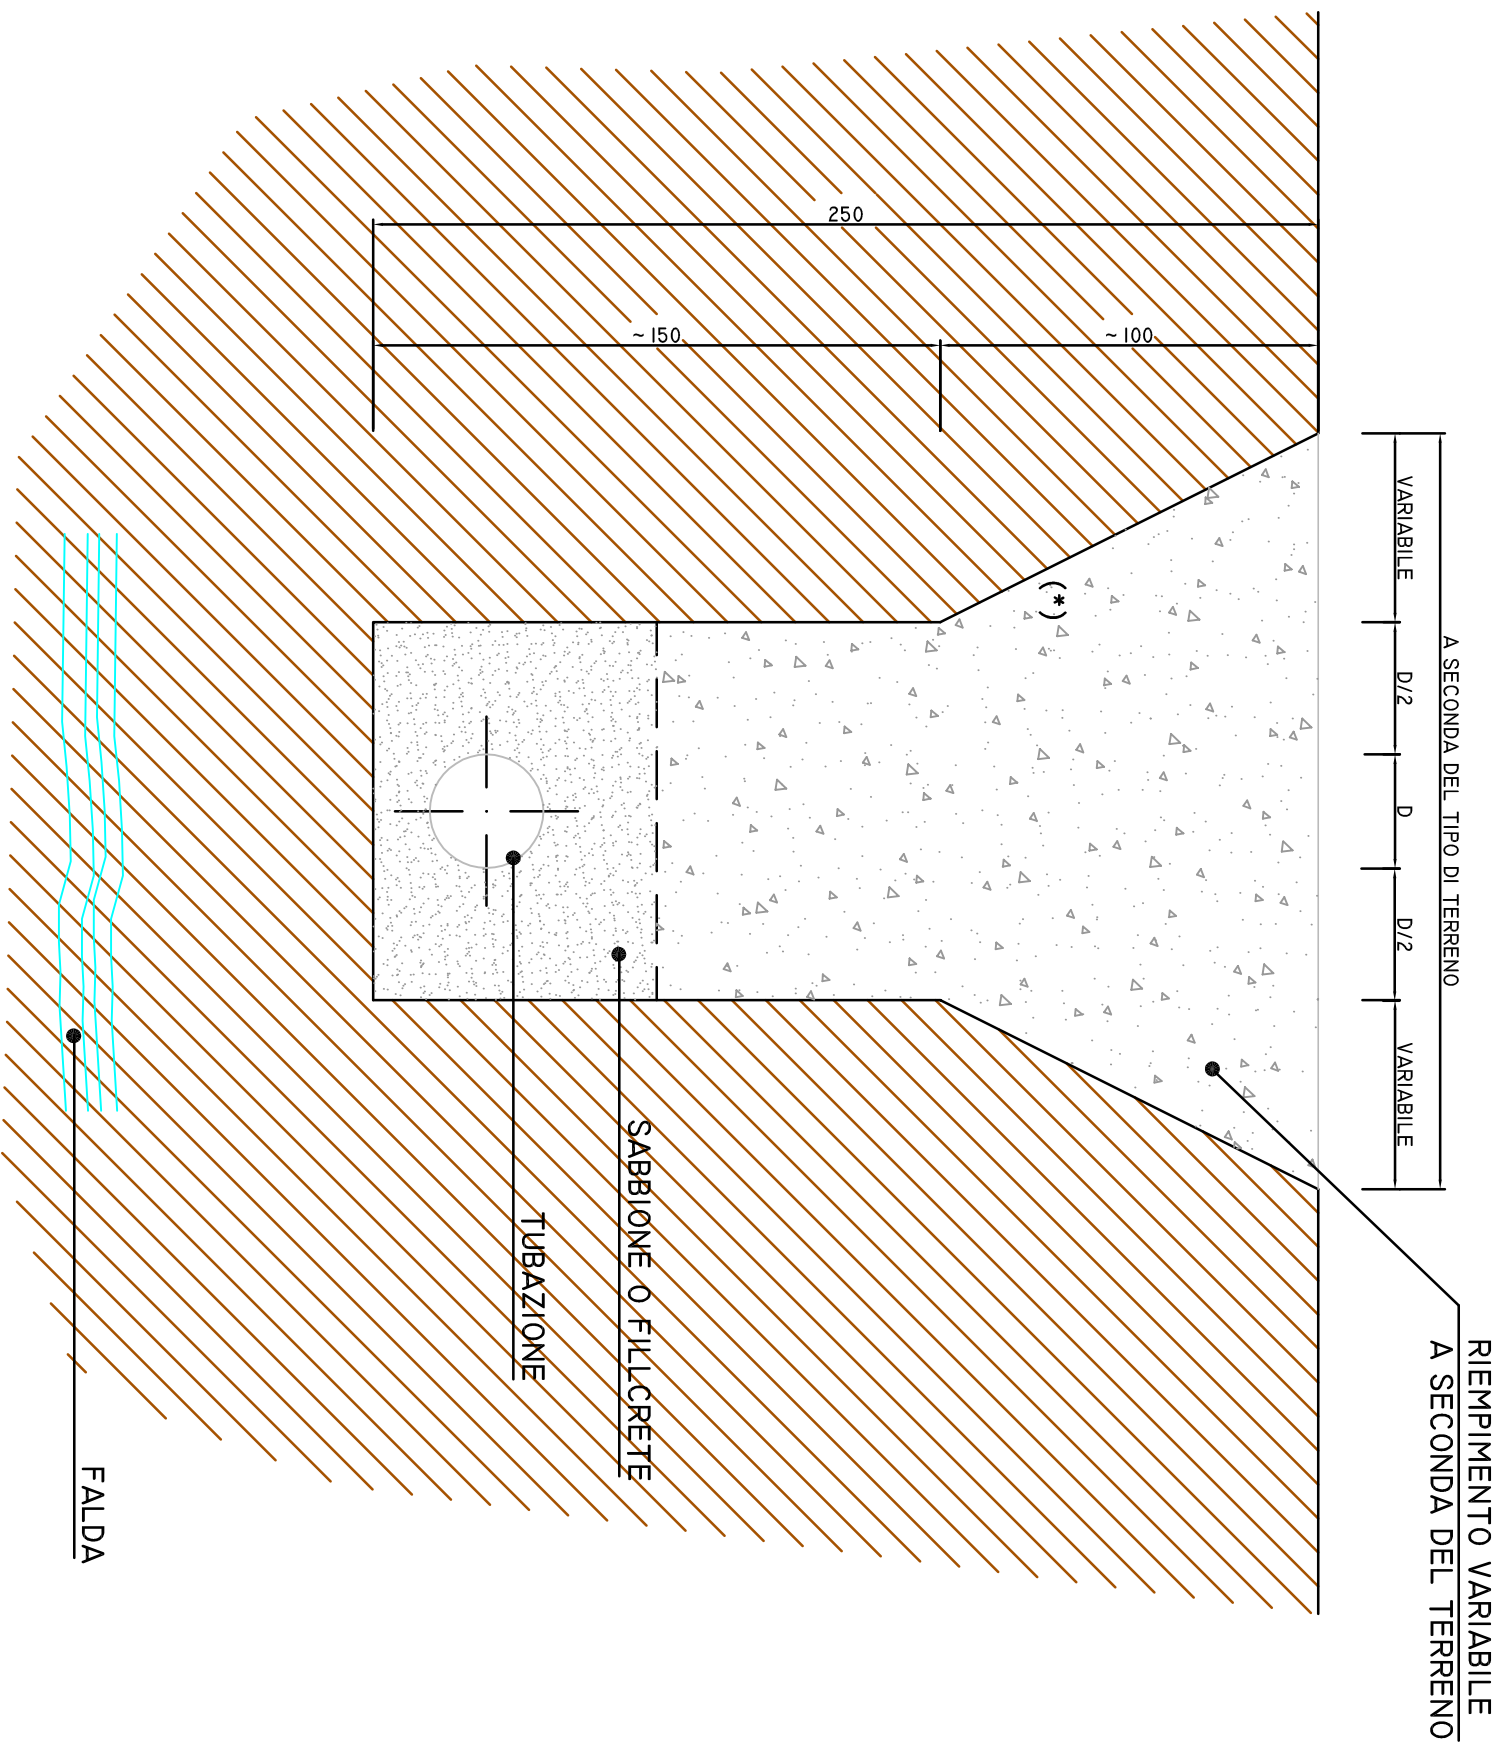 RIEMPIMENTO VARIABILE
A SECONDA DEL TERRENO
A SECONDA DEL TIPO DI TERRENO
VARIABILE
D/2
D
D/2
VARIABILE
250
~100
~150
(*)
SABBIONE O FILLCRETE
TUBAZIONE
FALDA